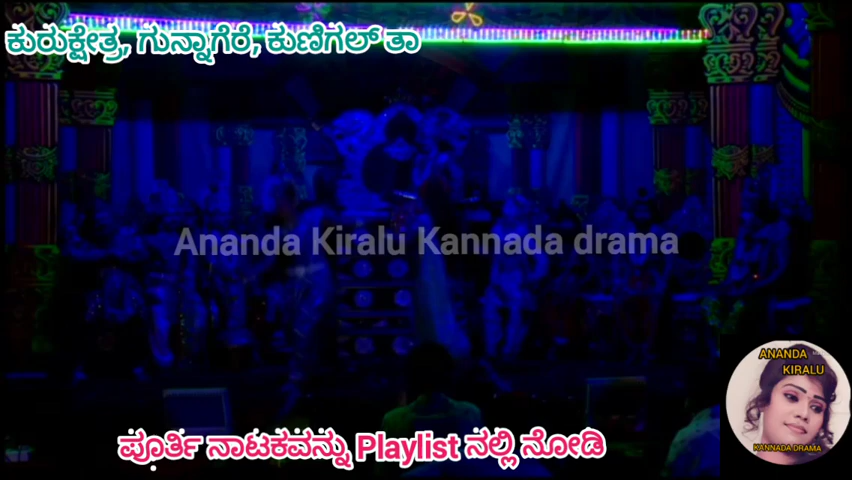 ಕುರುಕ್ಷೇತ್ರ, ಗುನ್ನಾಗೆರೆ, ಕುಣಿಗಲ್ ತಾ
Ananda Kiralu Kannada drama
ANANDA
KIRALU
KANNADA DRAMA
ಪೂರ್ತಿ ನಾಟಕವನ್ನು Playlist ನಲ್ಲಿ ನೋಡಿ